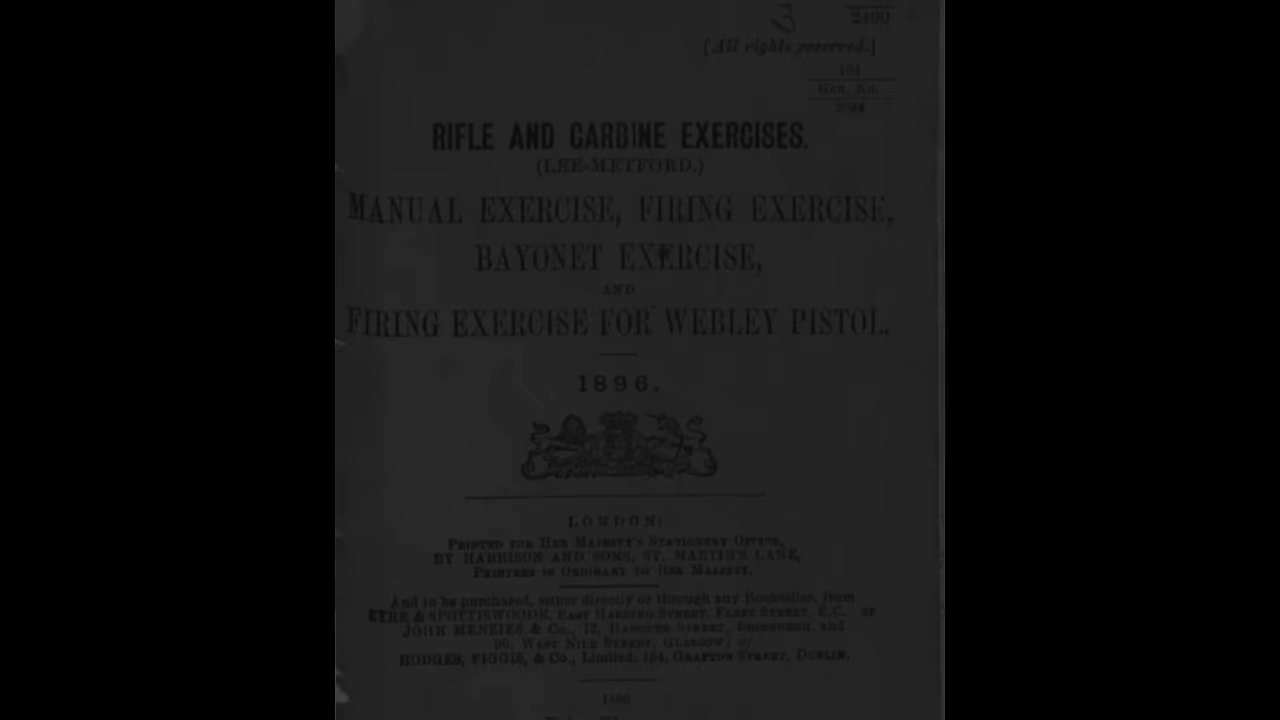 3
2100
[All rights reserved.]
104
Gen. No.
RIFLE AND CARBINE EXERCISES.
(LEE-METFORD.)
MANUAL EXERCISE, FIRING EXERCISE,
BAYONET EXERCISE,
AND
FIRING EXERCISE FOR WEBLEY PISTOL.
1896.
LONDON:
PRINTED FOR HER MAJESTY'S STATIONERY OFFICE,
BY HARRISON AND SONS, ST. MARTIN'S LANE,
PRINTERS IN ORDINARY TO HER MAJESTY.
And to be purchased, either directly or through any Bookseller, from
EYRE & SPOTTISWOODE, EAST HARDING STREET, FLEET STREET, E.C. OR
JOHN MENZIES & Co., 12, HANOVER STREET, EDINBURGH, and
90, WEST NILE STREET, GLASGOW; or
HODGES, FIGGIS, & Co., Limited, 104, GRAFTON STREET, DUBLIN.
1896